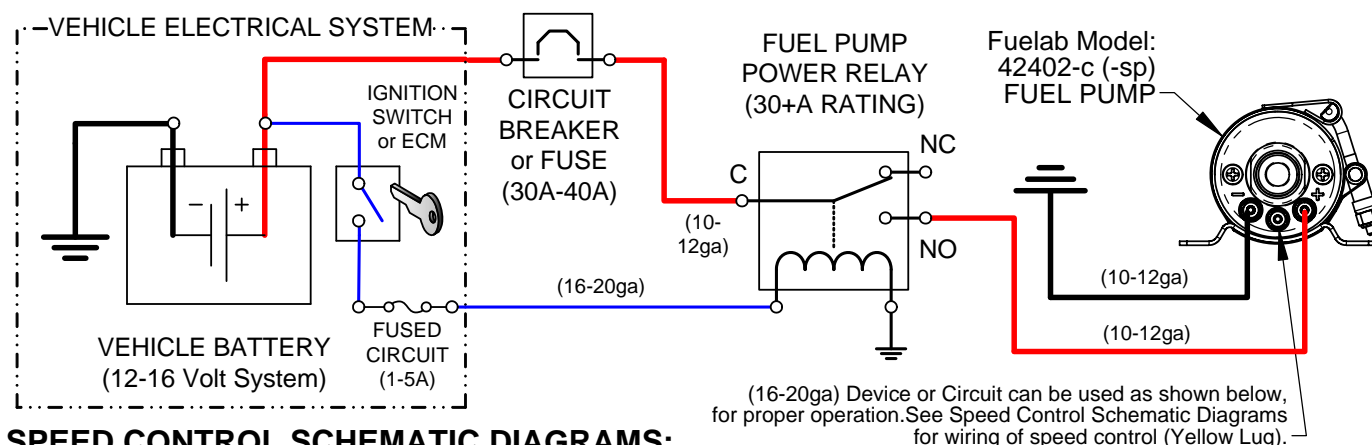 VEHICLE ELECTRICAL SYSTEM
IGNITION
SWITCH
or ECM
CIRCUIT
BREAKER
or FUSE
(30A-40A)
FUEL PUMP
POWER RELAY
(30+A RATING)
Fuelab Model:
42402-c (-sp)
FUEL PUMP
NC
C
NO
(10-
12ga)
- +
- +
(16-20ga)
(10-12ga)
(10-12ga)
FUSED
CIRCUIT
(1-5A)
VEHICLE BATTERY
(12-16 Volt System)
(16-20ga) Device or Circuit can be used as shown below,
for proper operation.See Speed Control Schematic Diagrams
for wiring of speed control (Yellow Lug).
SPEED CONTROL SCHEMATIC DIAGRAMS: